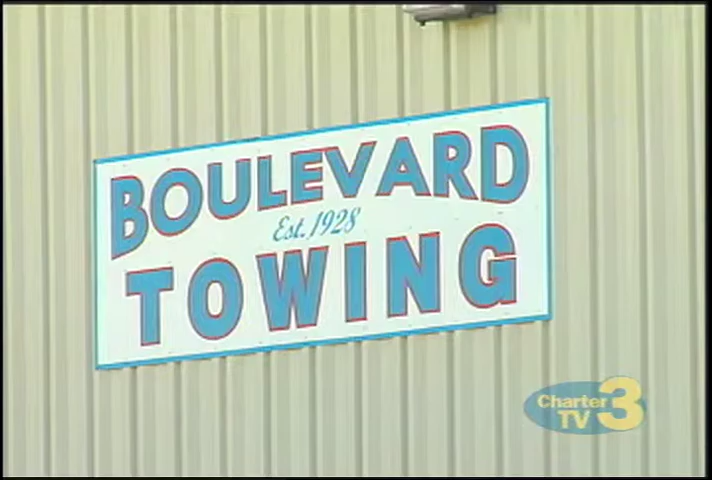 BOULEVARD
Est. 1928
TOWING
Charter
TV 3